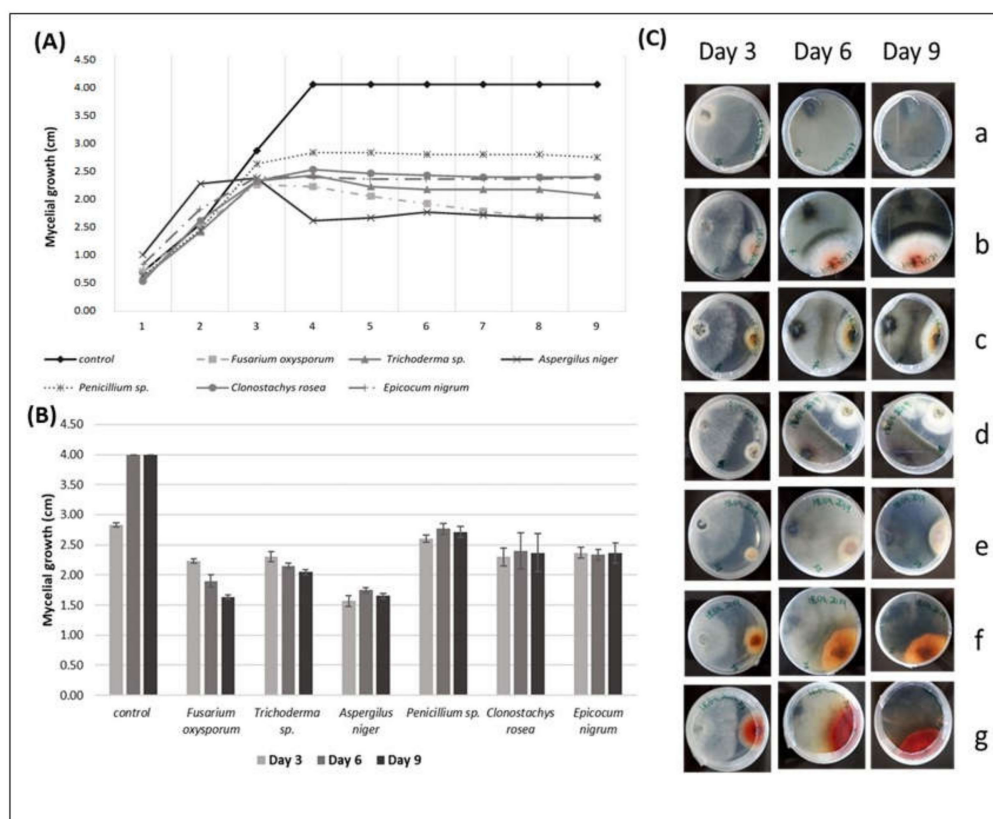 (A)
4.50
4.00
3.50
3.00
2.50
2.00
1.50
1.00
0.50
0.00
Mycelial growth (cm)
1 2 3 4 5 6 7 8 9
control Fusarium oxysporum Trichoderma sp. Aspergilus niger
Penicillium sp. Clonostachys rosea Epicocum nigrum
(B)
4.50
4.00
3.50
3.00
2.50
2.00
1.50
1.00
0.50
0.00
Mycelial growth (cm)
control Fusarium oxysporum Trichoderma sp. Aspergilus niger Penicillium sp. Clonostachys rosea Epicocum nigrum
Day 3 Day 6 Day 9
(C)
Day 3 Day 6 Day 9
a
b
c
d
e
f
g